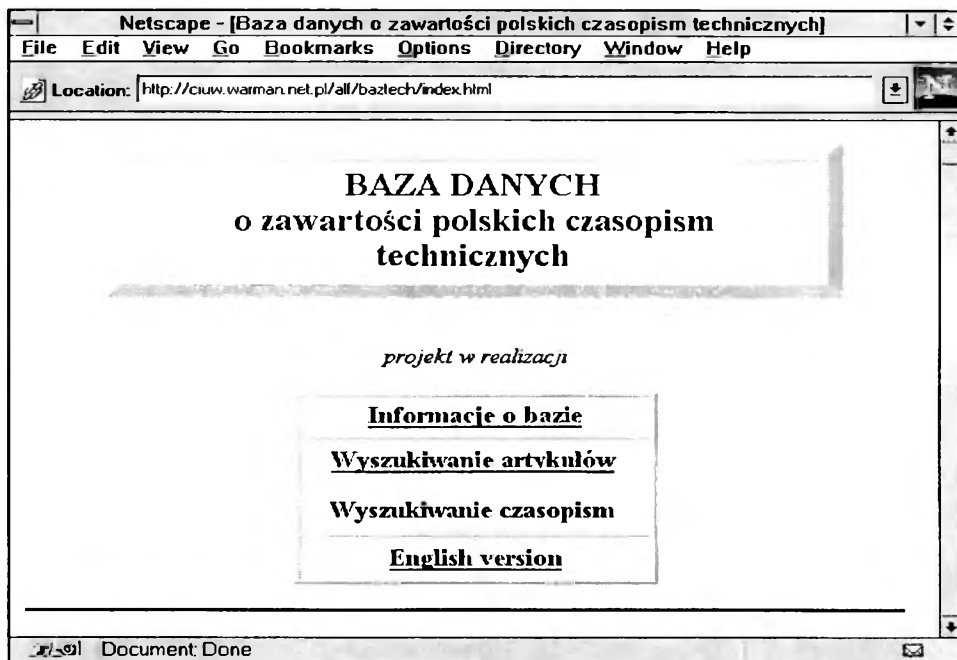 Netscape - [Baza danych o zawartości polskich czasopism technicznych]
File Edit View Go Bookmarks Options Directory Window Help
Location: http://ciuw.warman.net.pl/alf/baztech/index.html
N
BAZA DANYCH
o zawartości polskich czasopism
technicznych
projekt w realizacji
Informacje o bazie
Wyszukiwanie artykułów
Wyszukiwanie czasopism
English version
Document: Done